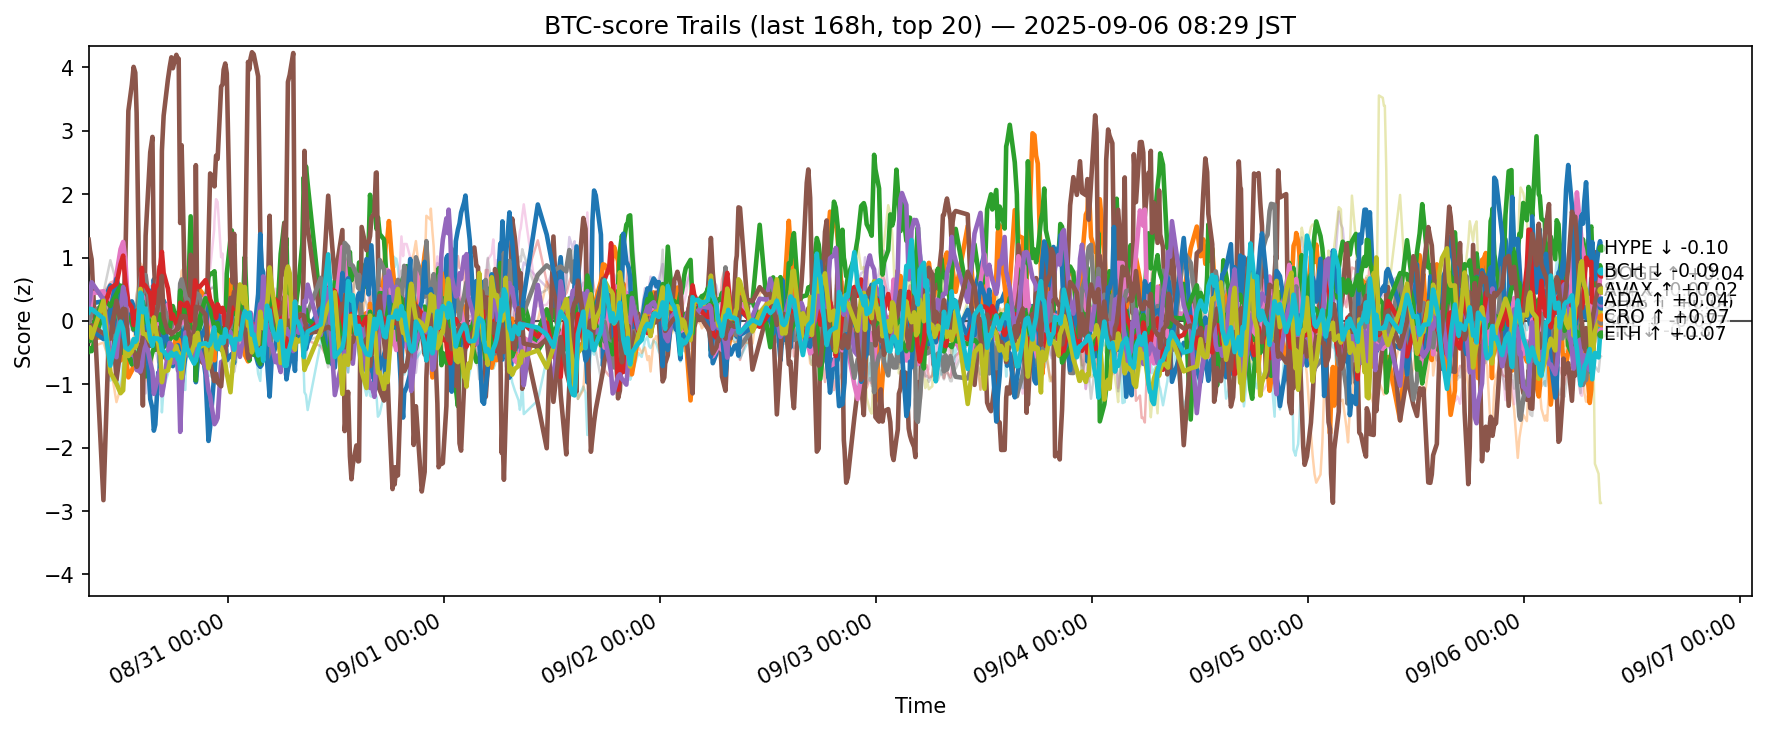 BTC-score Trails (last 168h, top 20) — 2025-09-06 08:29 JST
Score (z)
4
3
2
1
0
−1
−2
−3
−4
HYPE ↓ -0.10
BCH ↓ -0.09
AVAX ↑ +0.02
ADA ↑ +0.04
CRO ↑ +0.07
ETH ↑ +0.07
08/31 00:00
09/01 00:00
09/02 00:00
09/03 00:00
09/04 00:00
09/05 00:00
09/06 00:00
09/07 00:00
Time